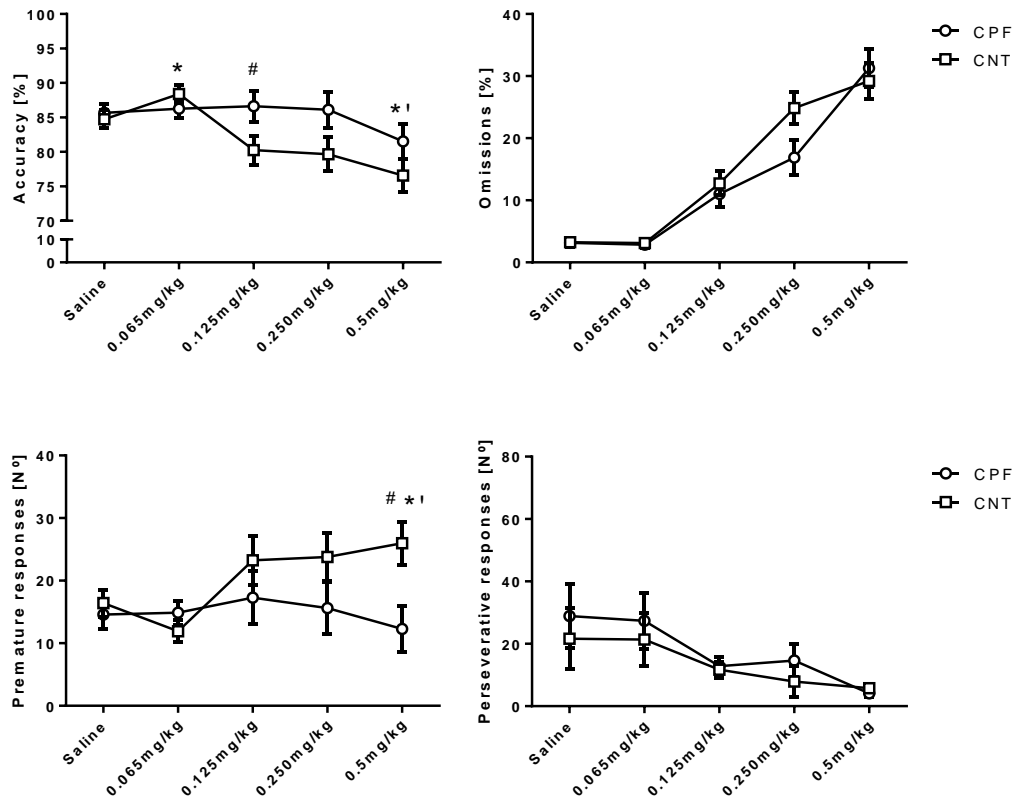 Accuracy [%]
100
95
90
85
80
75
70
10
0
*
#
*'
Saline
0.065mg/kg
0.125mg/kg
0.250mg/kg
0.5mg/kg
Omissions [%]
40
30
20
10
0
Saline
0.065mg/kg
0.125mg/kg
0.250mg/kg
0.5mg/kg
CPF
CNT
Premature responses [Nº]
40
30
20
10
0
# *'
Saline
0.065mg/kg
0.125mg/kg
0.250mg/kg
0.5mg/kg
Perseverative responses [Nº]
80
60
40
20
0
Saline
0.065mg/kg
0.125mg/kg
0.250mg/kg
0.5mg/kg
CPF
CNT